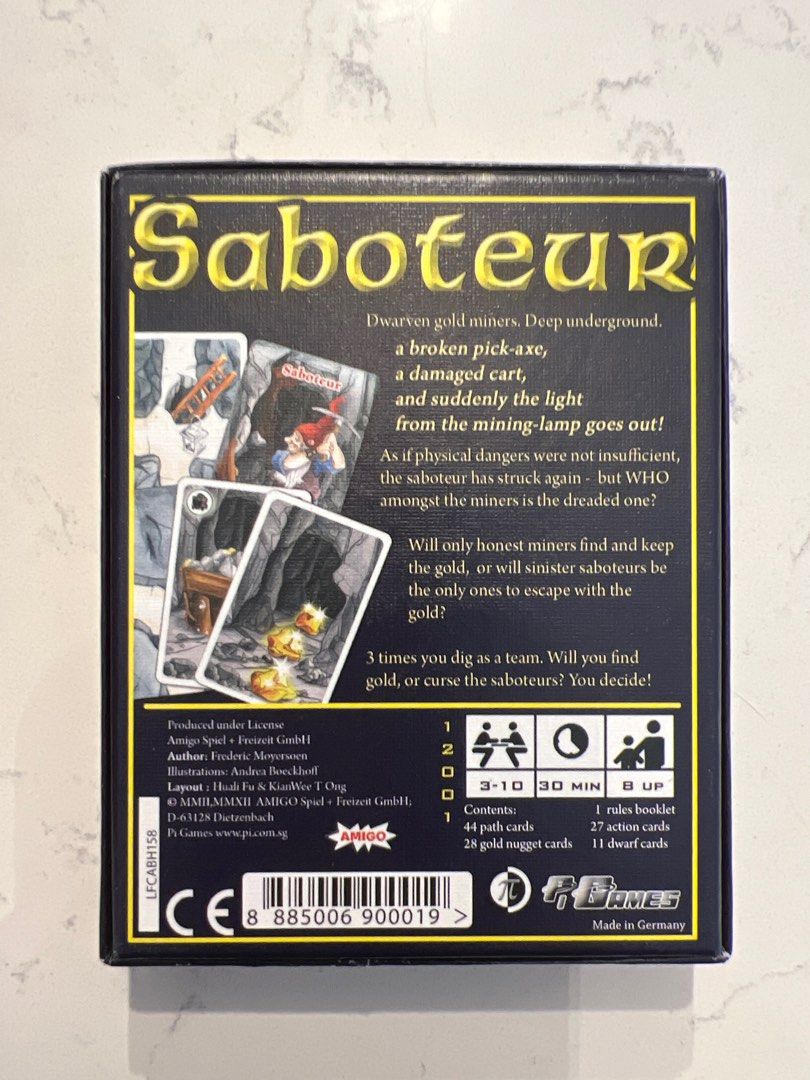 Saboteur
Dwarven gold miners. Deep underground.
a broken pick-axe,
a damaged cart,
and suddenly the light
from the mining-lamp goes out!
Saboteur
As if physical dangers were not insufficient,
the saboteur has struck again - but WHO
amongst the miners is the dreaded one?
Will only honest miners find and keep
the gold, or will sinister saboteurs be
the only ones to escape with the
gold?
3 times you dig as a team. Will you find
gold, or curse the saboteurs? You decide!
Produced under License
Amigo Spiel + Freizeit GmbH
Author: Frederic Moyersoen
Illustrations: Andrea Boeckhoff
Layout : Huali Fu & KianWee T Ong
© MMII,MMXII AMIGO Spiel + Freizeit GmbH;
D-63128 Dietzenbach
Pi Games www.pi.com.sg
AMIGO
12001
3-10
30 MIN
8 UP
Contents:
1 rules booklet
44 path cards
27 action cards
28 gold nugget cards
11 dwarf cards
LFCABH158
CE
8 885006 900019 >
π
Pi Games
Made in Germany